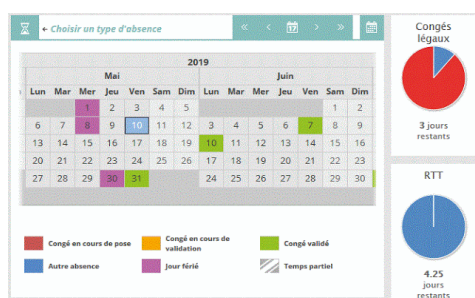 ← Choisir un type d'absence
« < 17 > »
Congés
légaux
3 jours
restants
2019
Mai Juin
Lun Mar Mer Jeu Ven Sam Dim Lun Mar Mer Jeu Ven Sam Dim
1 2 3 4 5 1 2
6 7 8 9 10 11 12 3 4 5 6 7 8 9
13 14 15 16 17 18 19 10 11 12 13 14 15 16
20 21 22 23 24 25 26 17 18 19 20 21 22 23
27 28 29 30 31 24 25 26 27 28 29 30
RTT
4.25
jours
restants
Congé en cours de pose
Congé en cours de
validation
Congé validé
Autre absence
Jour férié
Temps partiel